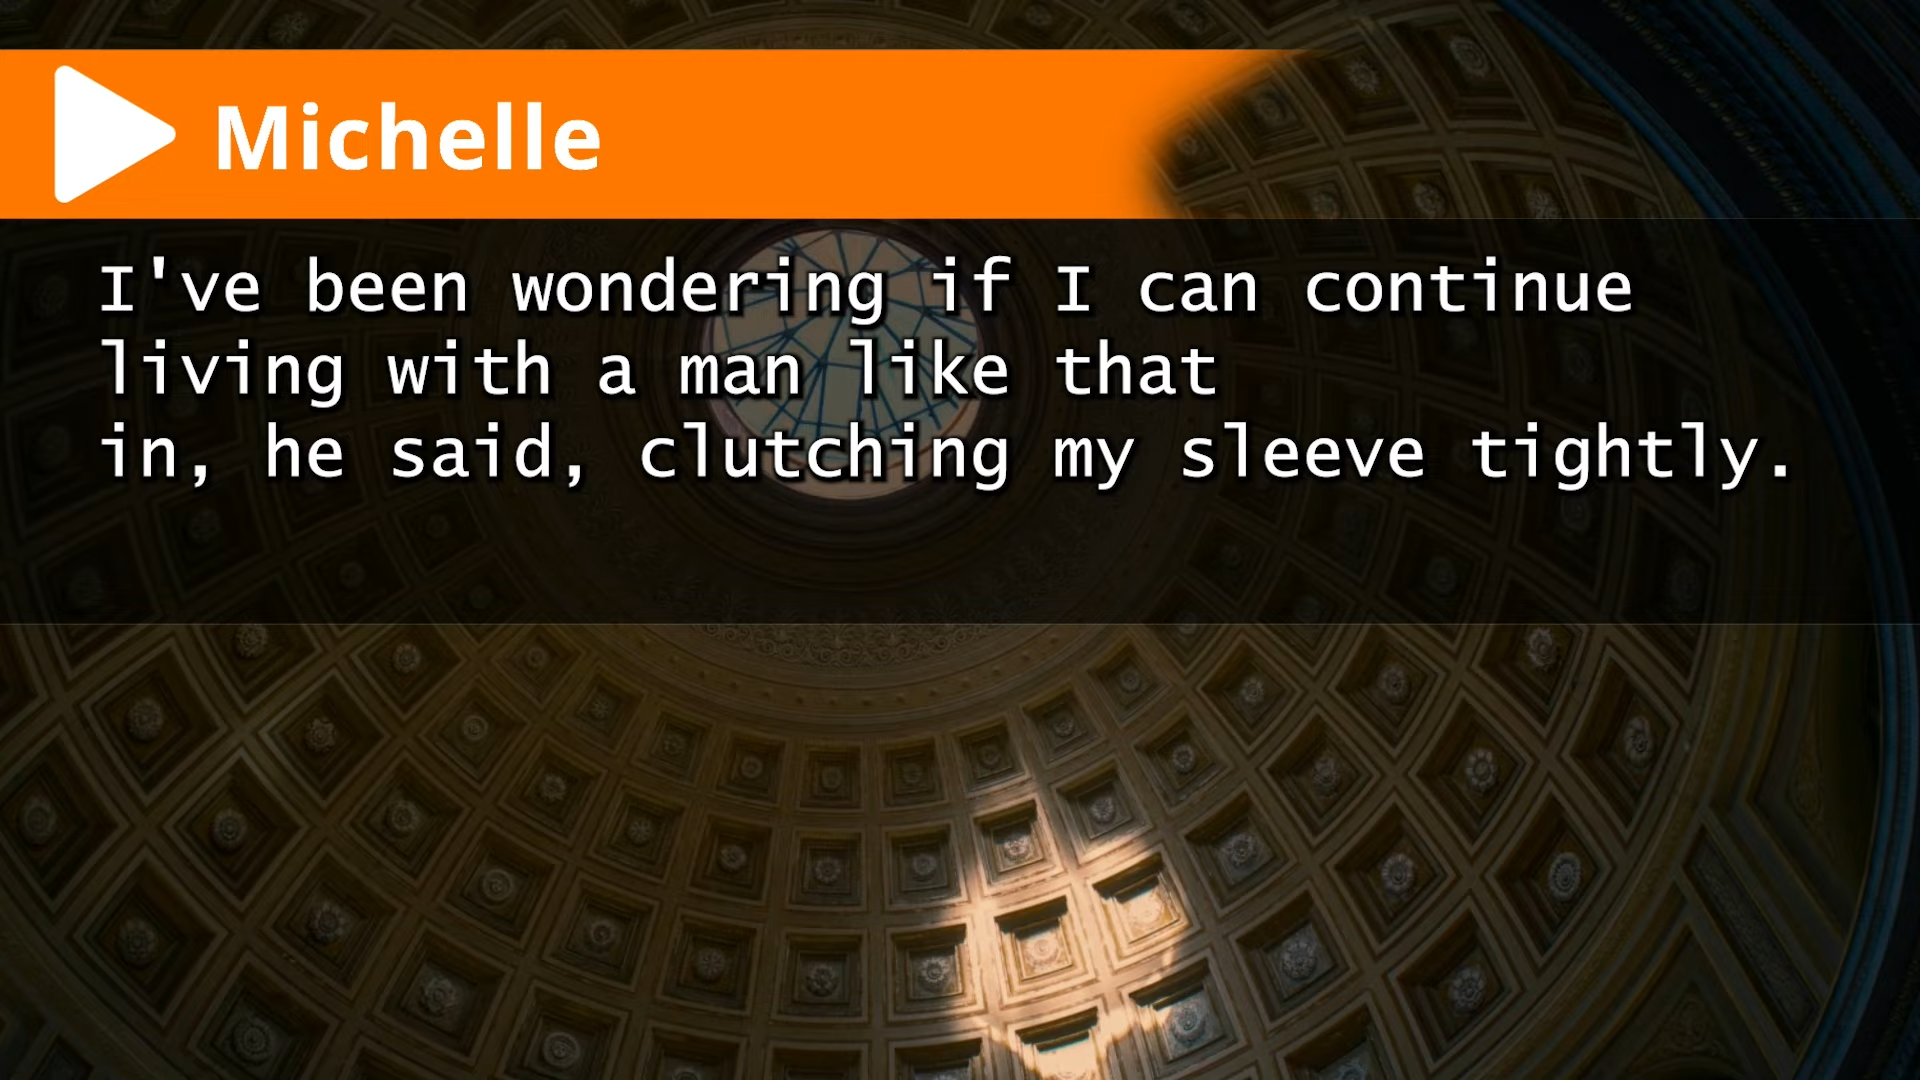 Michelle
I've been wondering if I can continue
living with a man like that
in, he said, clutching my sleeve tightly.